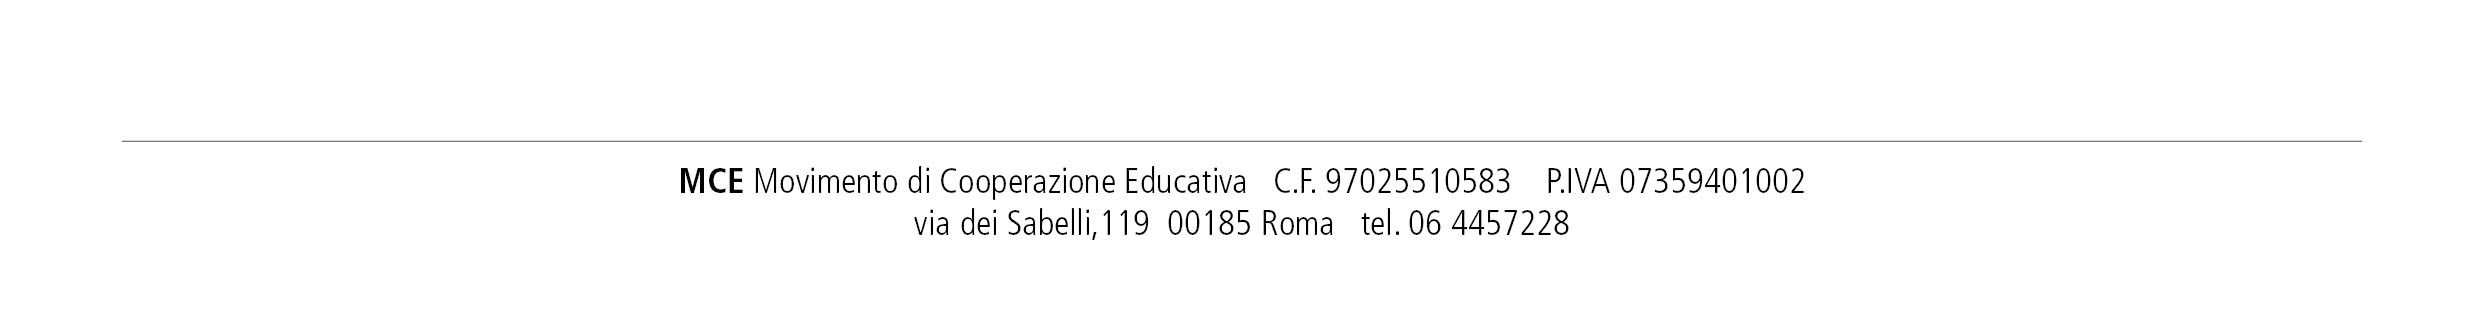 MCE Movimento di Cooperazione Educativa C.F. 97025510583 P.IVA 07359401002
via dei Sabelli,119 00185 Roma tel. 06 4457228